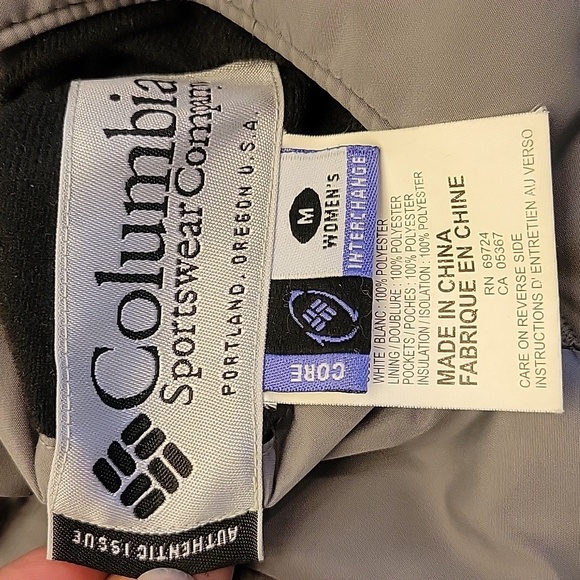 Columbia
Sportswear Company
PORTLAND, OREGON U.S.A.
AUTHENTIC ISSUE
M
WOMEN'S
INTERCHANGE
CORE
WHITE / BLANC : 100% POLYESTER
LINING / DOUBLURE : 100% POLYESTER
POCKETS / POCHES : 100% POLYESTER
INSULATION / ISOLATION : 100% POLYESTER
MADE IN CHINA
FABRIQUE EN CHINE
RN 69724
CA 05367
CARE ON REVERSE SIDE
INSTRUCTIONS D'ENTRETIEN AU VERSO